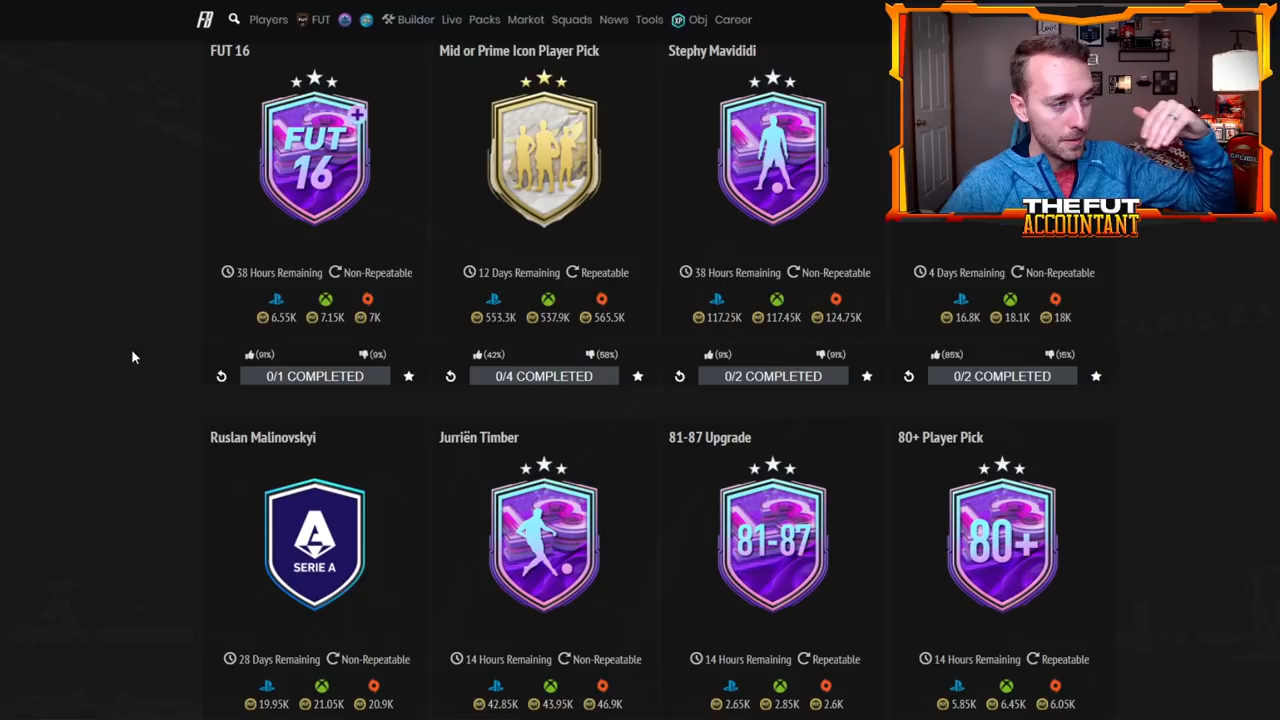 FB Players FUT Builder Live Packs Market Squads News Tools XP Obj Career
FUT 16
Mid or Prime Icon Player Pick
Stephy Mavididi
FUT
16
THE FUT
ACCOUNTANT
38 Hours Remaining Non-Repeatable
12 Days Remaining Repeatable
38 Hours Remaining Non-Repeatable
4 Days Remaining Non-Repeatable
6.55K 7.15K 7K
553.3K 537.9K 565.5K
117.25K 117.45K 124.75K
16.8K 18.1K 18K
(91%) (9%)
(42%) (58%)
(9%) (91%)
(85%) (15%)
0/1 COMPLETED
0/4 COMPLETED
0/2 COMPLETED
0/2 COMPLETED
Ruslan Malinovskyi
Jurriën Timber
81-87 Upgrade
80+ Player Pick
SERIE A
81-87
80+
28 Days Remaining Non-Repeatable
14 Hours Remaining Non-Repeatable
14 Hours Remaining Repeatable
14 Hours Remaining Repeatable
19.95K 21.05K 20.9K
42.85K 43.95K 46.9K
2.65K 2.85K 2.6K
5.85K 6.45K 6.05K